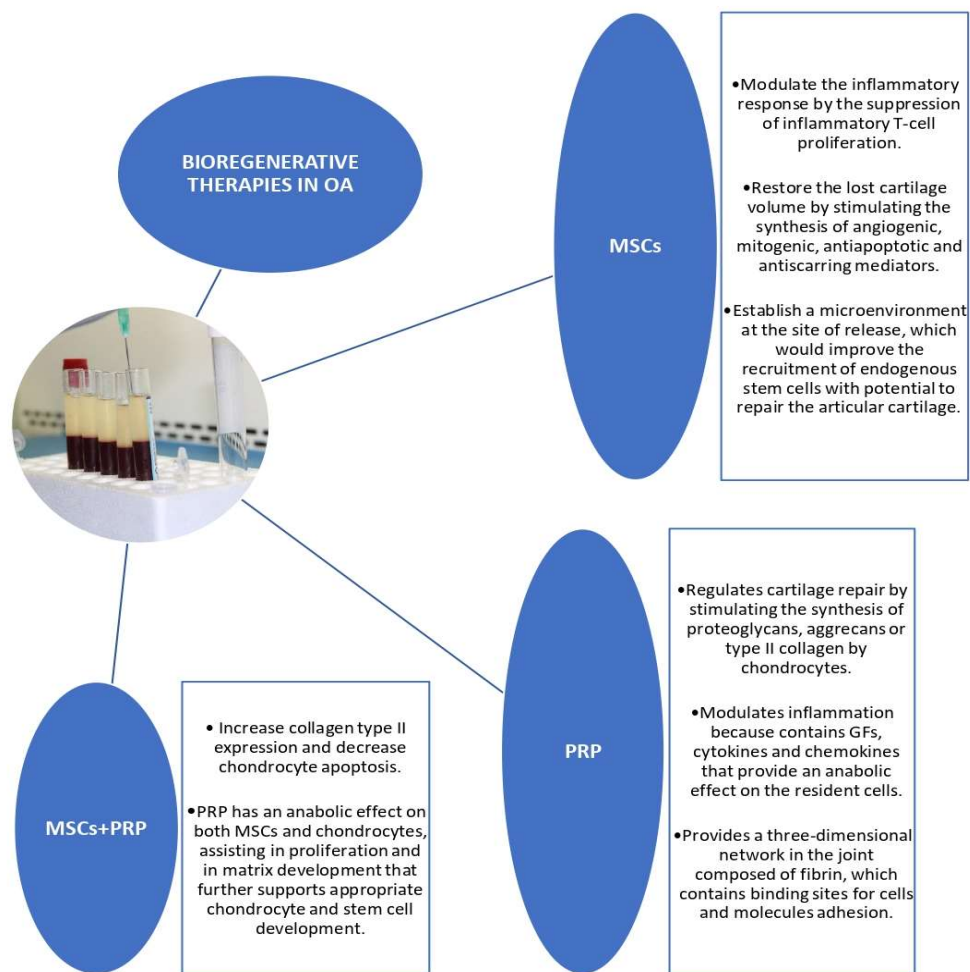 BIOREGENERATIVE
THERAPIES IN OA
MSCs
•Modulate the inflammatory
response by the suppression
of inflammatory T-cell
proliferation.
•Restore the lost cartilage
volume by stimulating the
synthesis of angiogenic,
mitogenic, antiapoptotic and
antiscarring mediators.
•Establish a microenvironment
at the site of release, which
would improve the
recruitment of endogenous
stem cells with potential to
repair the articular cartilage.
PRP
•Regulates cartilage repair by
stimulating the synthesis of
proteoglycans, aggrecans or
type II collagen by
chondrocytes.
•Modulates inflammation
because contains GFs,
cytokines and chemokines
that provide an anabolic
effect on the resident cells.
•Provides a three-dimensional
network in the joint
composed of fibrin, which
contains binding sites for cells
and molecules adhesion.
MSCs+PRP
• Increase collagen type II
expression and decrease
chondrocyte apoptosis.
•PRP has an anabolic effect on
both MSCs and chondrocytes,
assisting in proliferation and
in matrix development that
further supports appropriate
chondrocyte and stem cell
development.